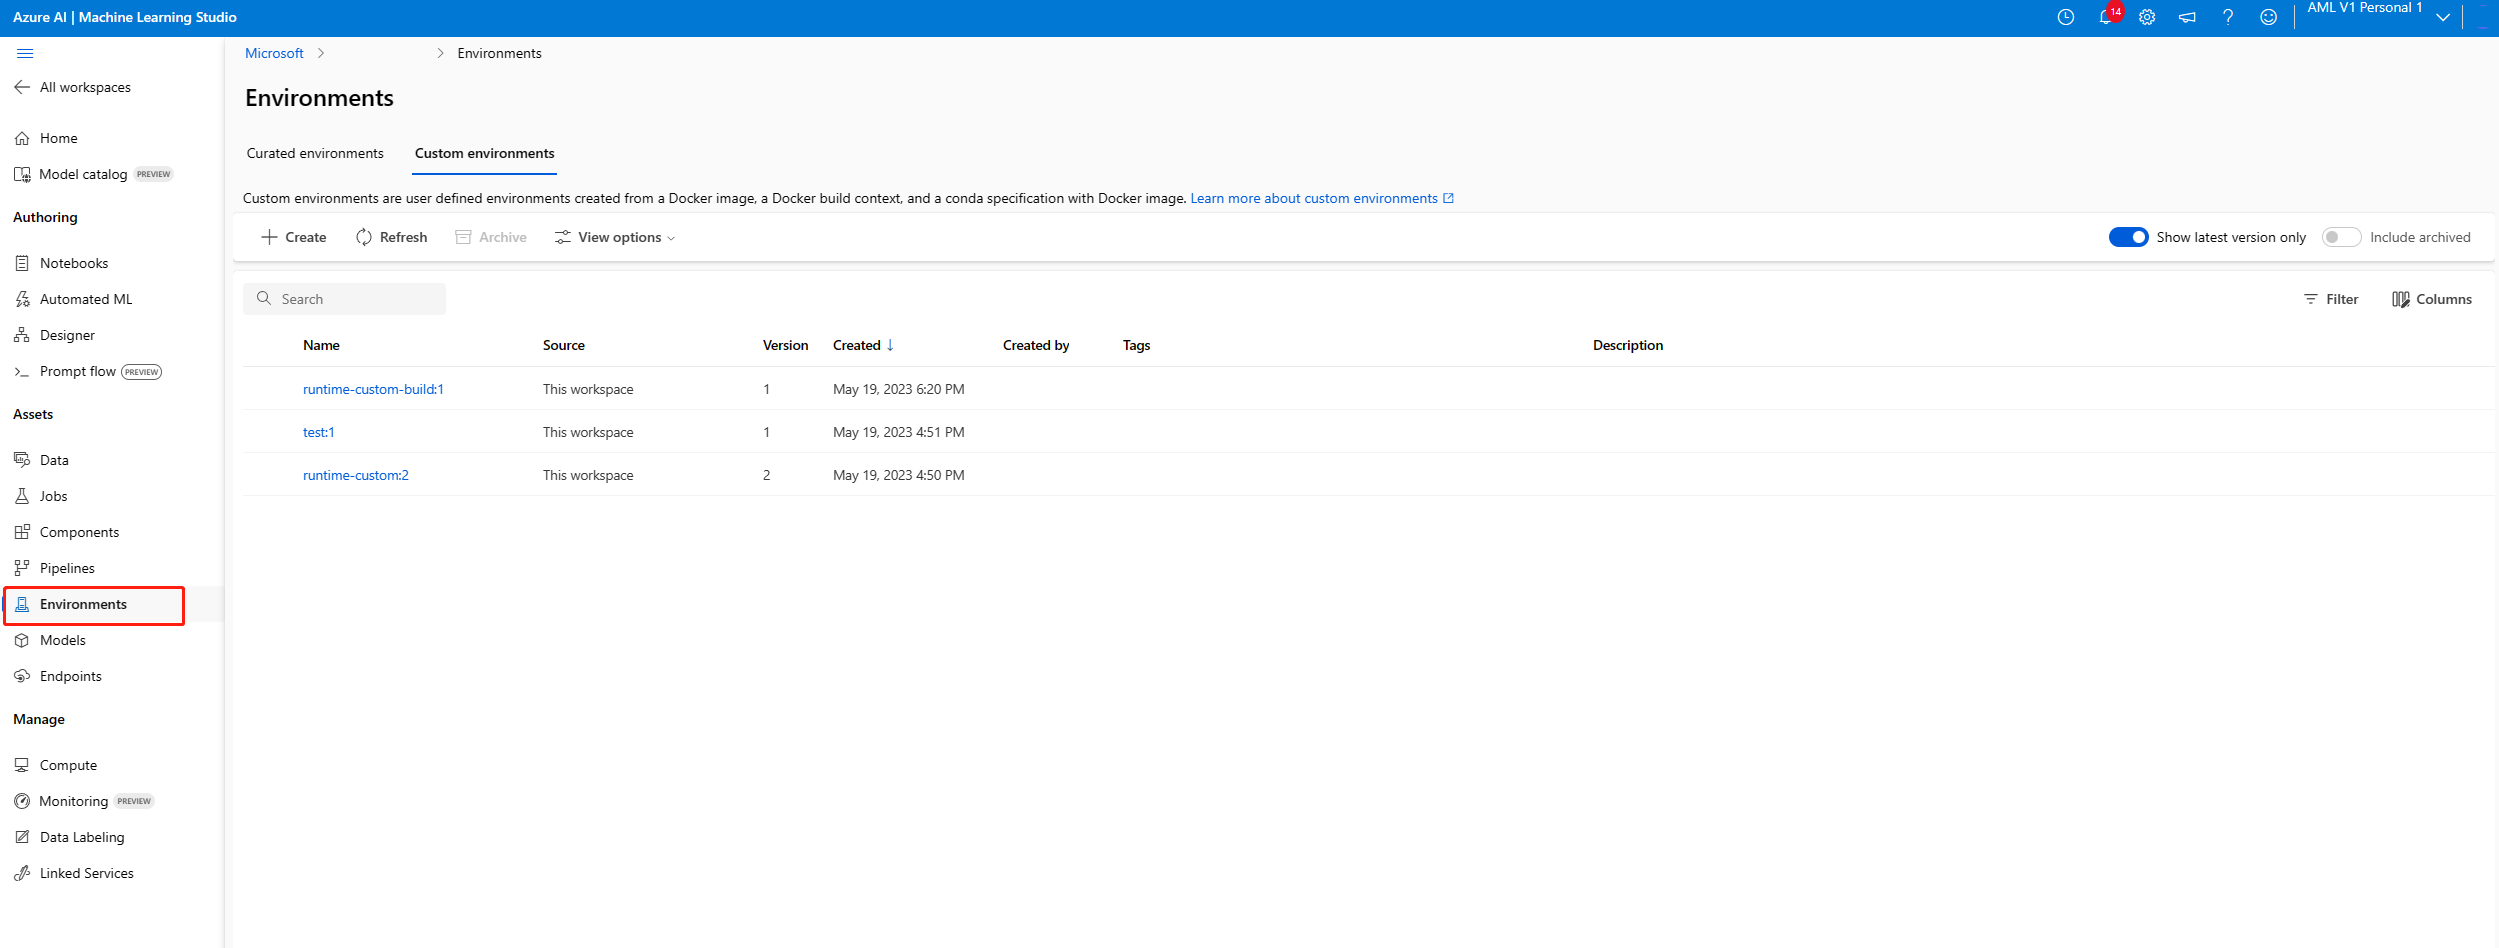 Azure AI | Machine Learning Studio
14
AML V1 Personal 1
All workspaces
Home
Model catalog PREVIEW
Authoring
Notebooks
Automated ML
Designer
Prompt flow PREVIEW
Assets
Data
Jobs
Components
Pipelines
Environments
Models
Endpoints
Manage
Compute
Monitoring PREVIEW
Data Labeling
Linked Services
Microsoft > > Environments
Environments
Curated environments Custom environments
Custom environments are user defined environments created from a Docker image, a Docker build context, and a conda specification with Docker image. Learn more about custom environments
Create Refresh Archive View options Show latest version only Include archived
Search Filter Columns
Name Source Version Created ↓ Created by Tags Description
runtime-custom-build:1 This workspace 1 May 19, 2023 6:20 PM
test:1 This workspace 1 May 19, 2023 4:51 PM
runtime-custom:2 This workspace 2 May 19, 2023 4:50 PM